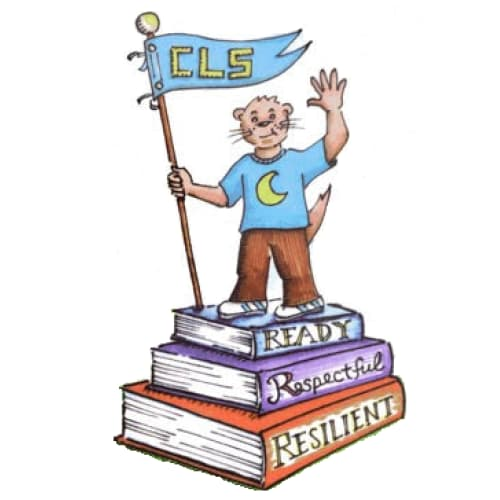 CLS
READY
Respectful
RESILIENT